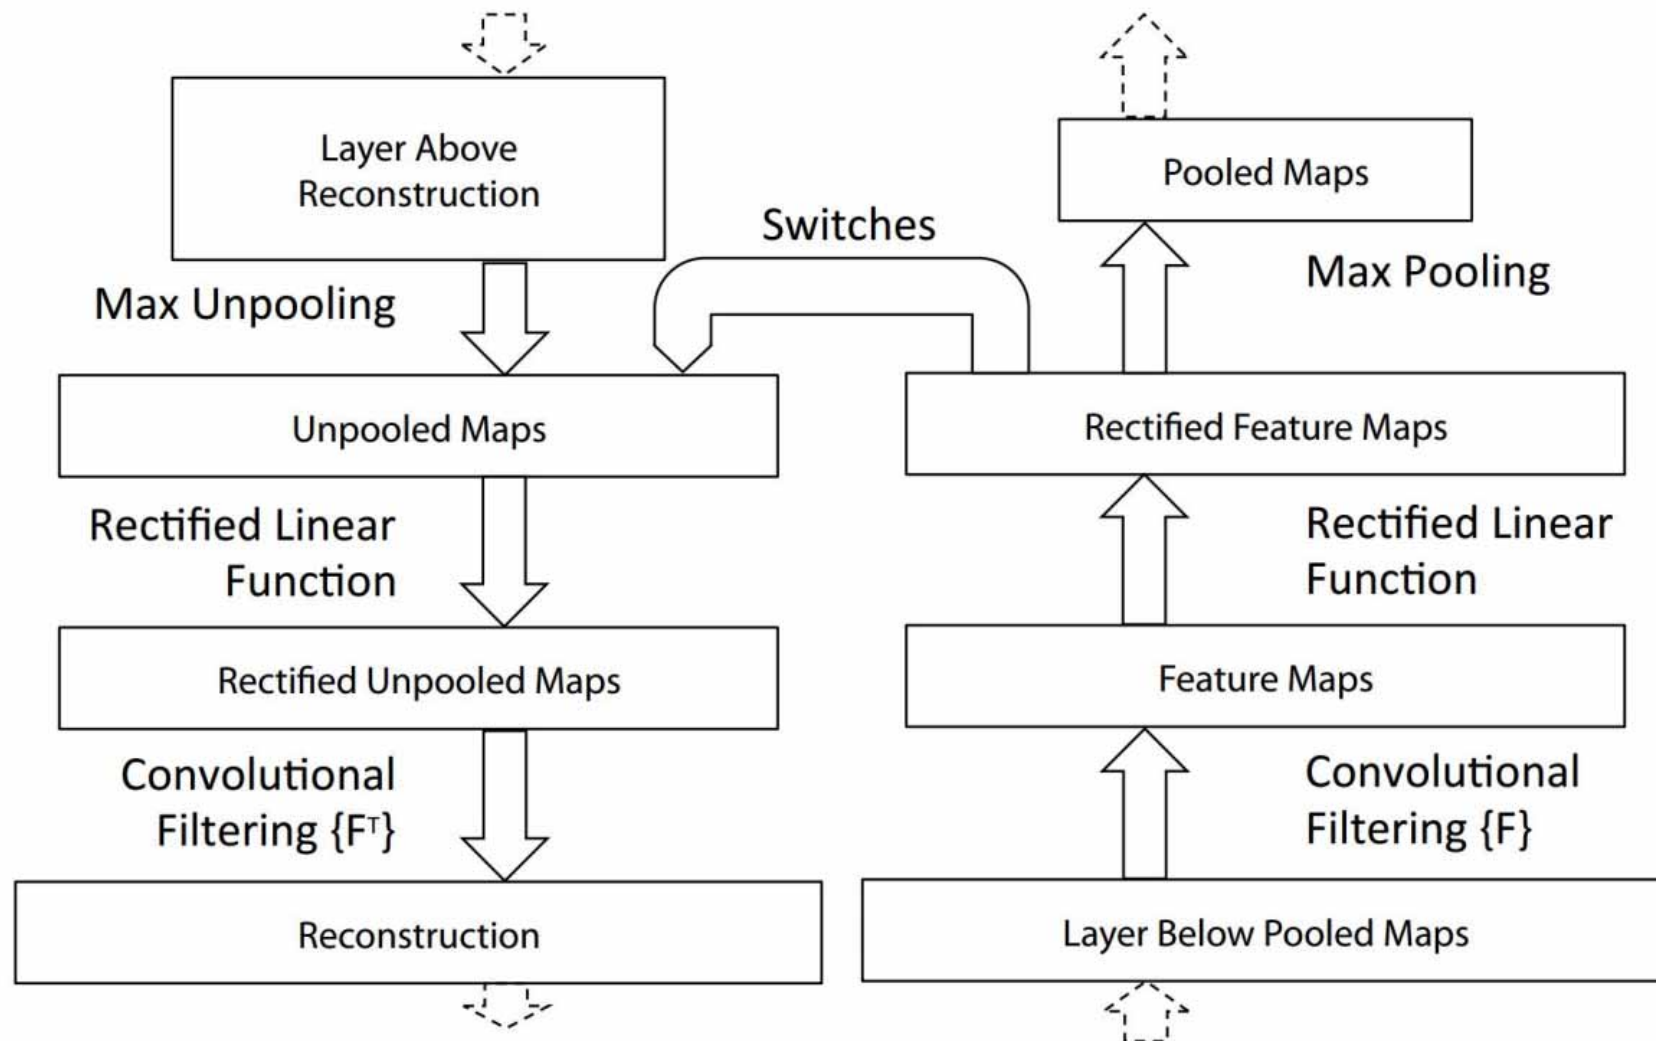 Layer Above
Reconstruction
Max Unpooling
Unpooled Maps
Rectified Linear
Function
Rectified Unpooled Maps
Convolutional
Filtering {Fᵀ}
Reconstruction
Switches
Pooled Maps
Max Pooling
Rectified Feature Maps
Rectified Linear
Function
Feature Maps
Convolutional
Filtering {F}
Layer Below Pooled Maps